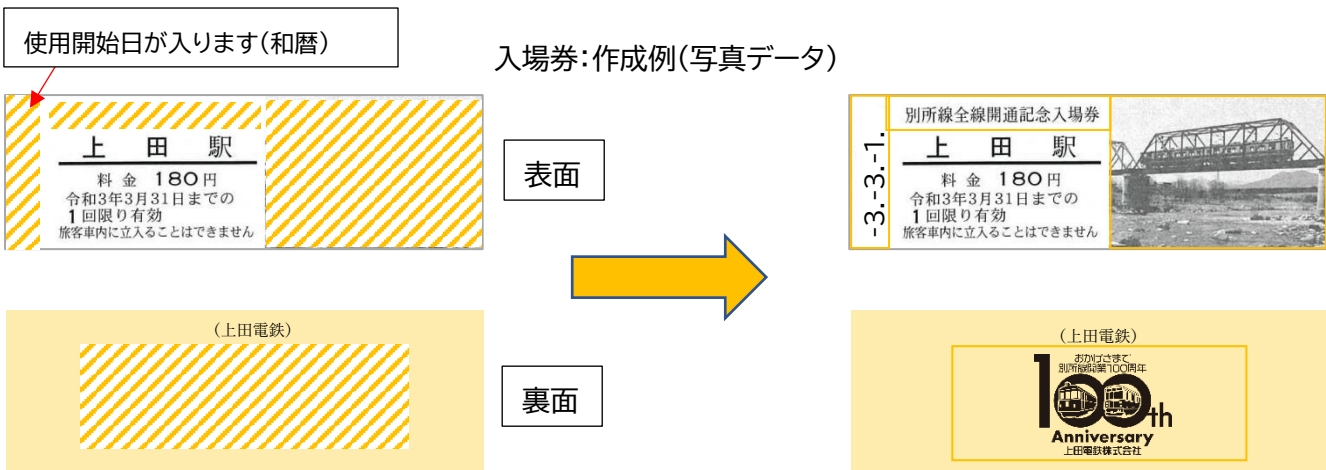 使用開始日が入ります(和暦)
入場券:作成例(写真データ)
上田駅
料金 180円
令和3年3月31日までの
1回限り有効
旅客車内に立入ることはできません
表面
-3.-3.-1.
別所線全線開通記念入場券
上田駅
料金 180円
令和3年3月31日までの
1回限り有効
旅客車内に立入ることはできません
(上田電鉄)
裏面
(上田電鉄)
おかげさまで
別所線開業100周年
100th
Anniversary
上田電鉄株式会社